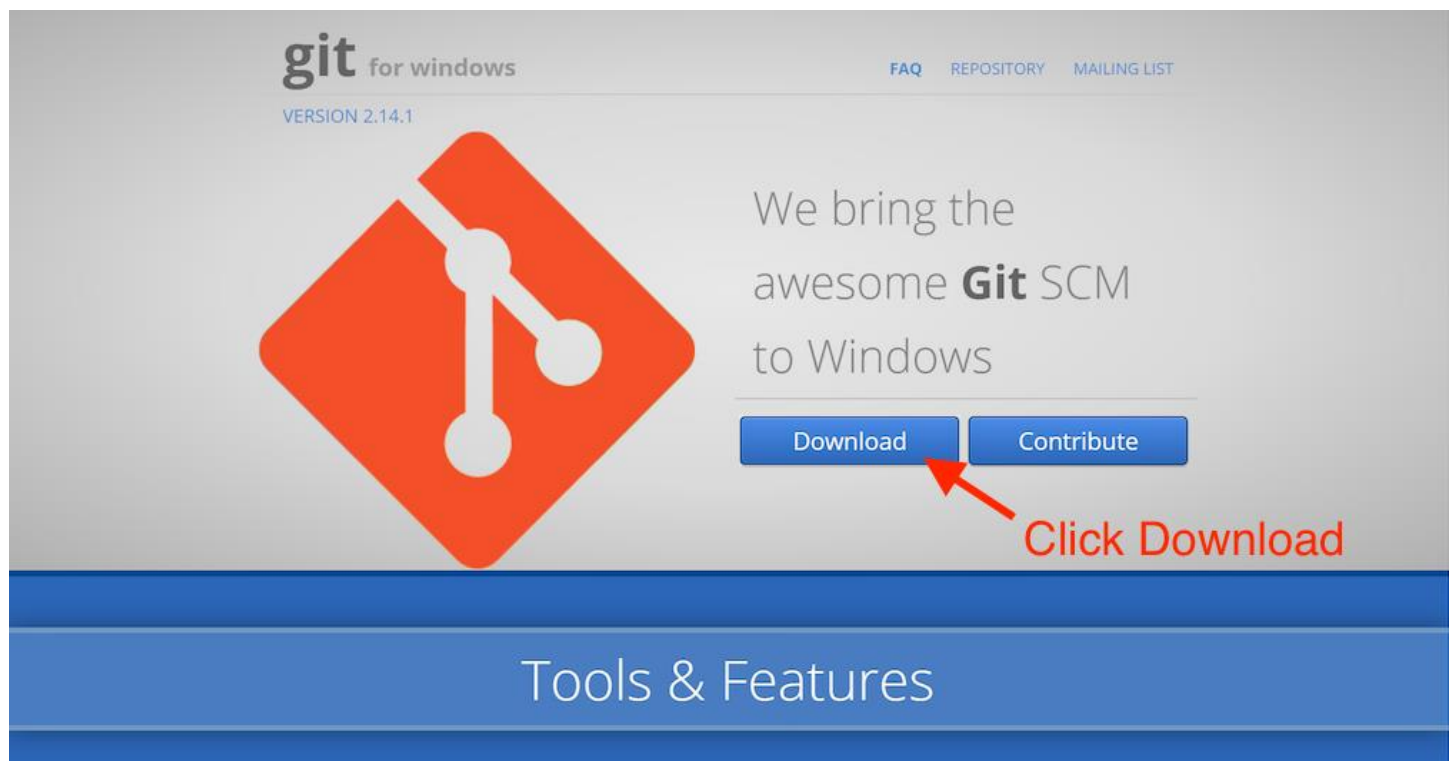 git for windows
FAQ REPOSITORY MAILING LIST
VERSION 2.14.1
We bring the
awesome Git SCM
to Windows
Download Contribute
Click Download
Tools & Features